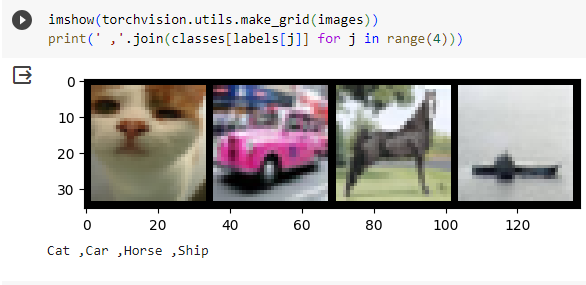 imshow(torchvision.utils.make_grid(images))
print(' ,'.join(classes[labels[j]] for j in range(4)))
0
10
20
30
0 20 40 60 80 100 120
Cat ,Car ,Horse ,Ship